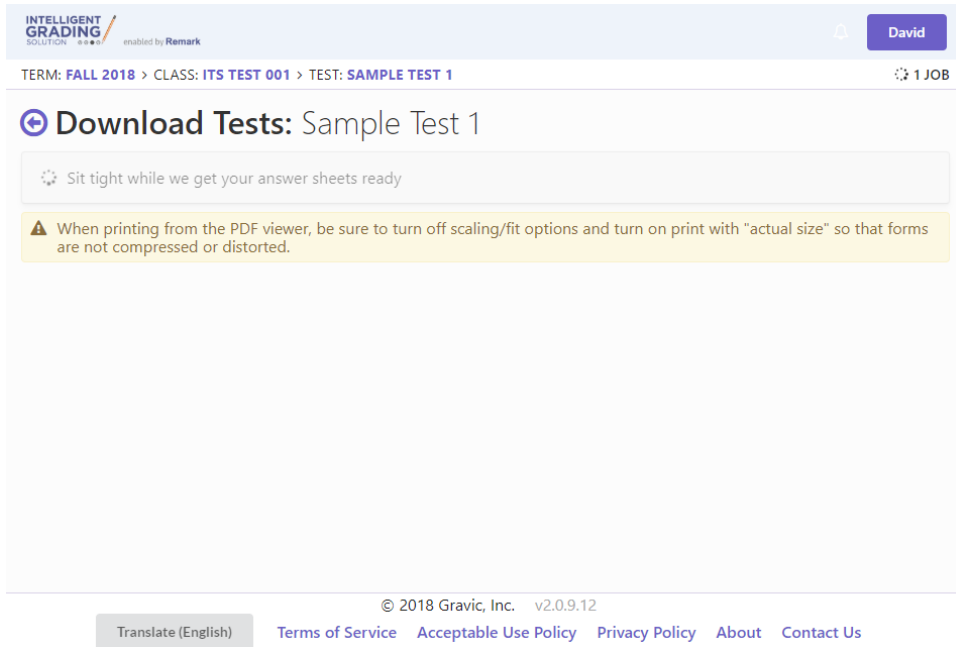 INTELLIGENT
GRADING
SOLUTION enabled by Remark
David
TERM: FALL 2018 > CLASS: ITS TEST 001 > TEST: SAMPLE TEST 1
1 JOB
Download Tests: Sample Test 1
Sit tight while we get your answer sheets ready
When printing from the PDF viewer, be sure to turn off scaling/fit options and turn on print with "actual size" so that forms
are not compressed or distorted.
© 2018 Gravic, Inc. v2.0.9.12
Translate (English) Terms of Service Acceptable Use Policy Privacy Policy About Contact Us